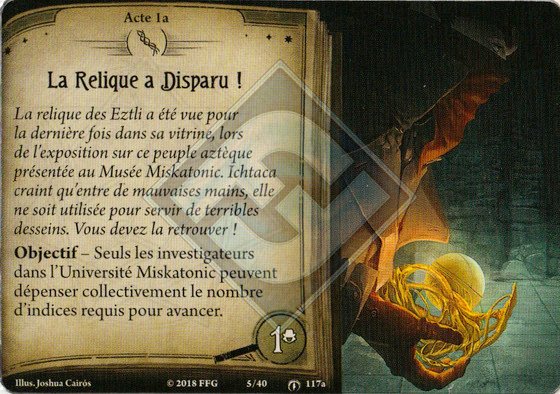 Acte 1a
La Relique a Disparu !
La relique des Eztli a été vue pour
la dernière fois dans sa vitrine, lors
de l'exposition sur ce peuple aztèque
présentée au Musée Miskatonic. Ichtaca
craint qu'entre de mauvaises mains, elle
ne soit utilisée pour servir de terribles
desseins. Vous devez la retrouver !
Objectif – Seuls les investigateurs
dans l'Université Miskatonic peuvent
dépenser collectivement le nombre
d'indices requis pour avancer.
1
Illus. Joshua Cairós © 2018 FFG 5/40 117a